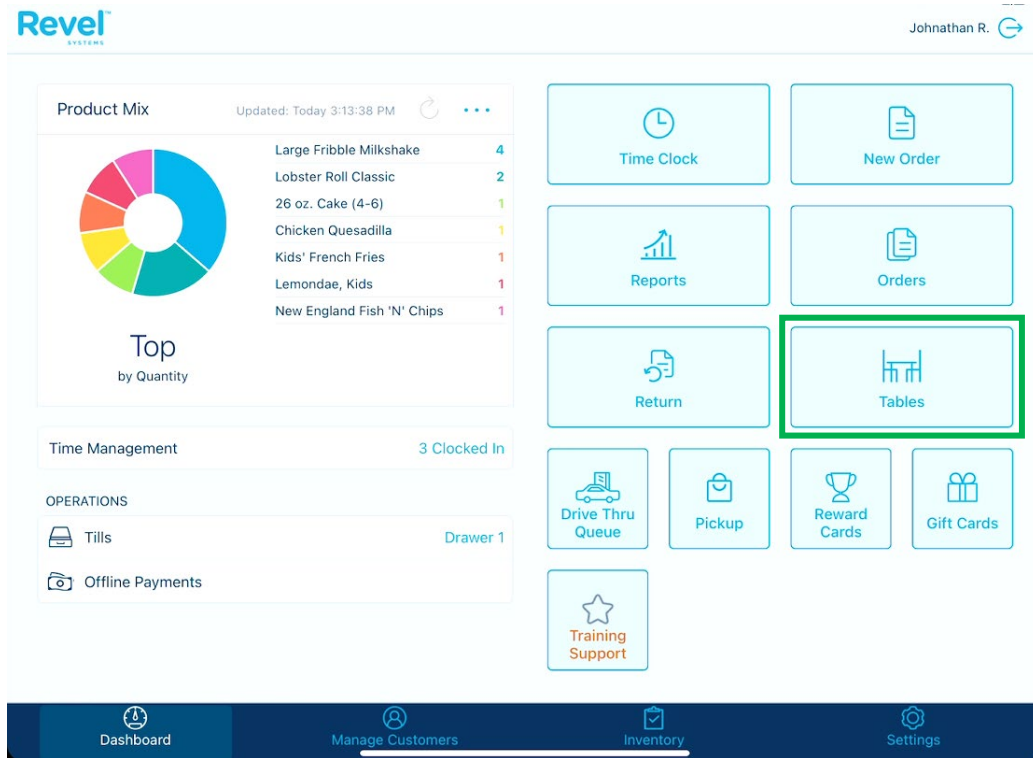 Revel™
SYSTEMS
Johnathan R.
Product Mix
Updated: Today 3:13:38 PM
Large Fribble Milkshake 4
Lobster Roll Classic 2
26 oz. Cake (4-6) 1
Chicken Quesadilla 1
Kids' French Fries 1
Lemondae, Kids 1
New England Fish 'N' Chips 1
Top
by Quantity
Time Management 3 Clocked In
OPERATIONS
Tills Drawer 1
Offline Payments
Time Clock
New Order
Reports
Orders
Return
Tables
Drive Thru
Queue
Pickup
Reward
Cards
Gift Cards
Training
Support
Dashboard
Manage Customers
Inventory
Settings